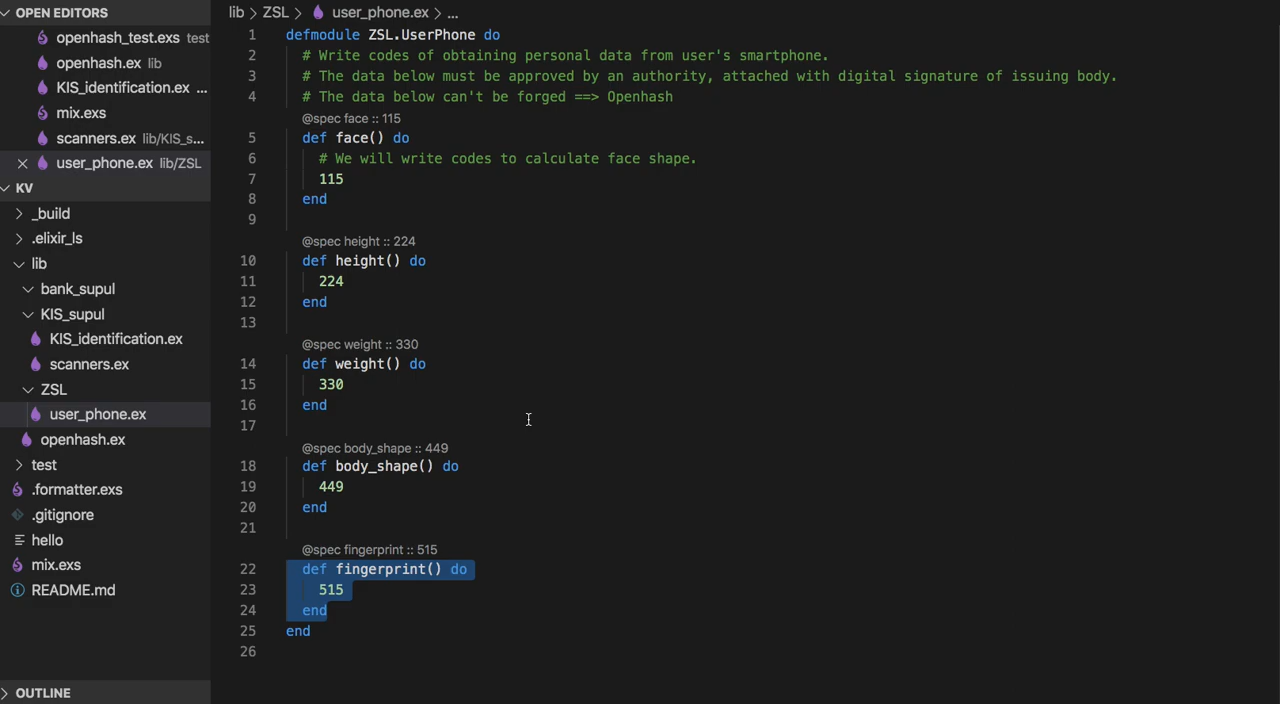 OPEN EDITORS
openhash_test.exs test
openhash.ex lib
KIS_identification.ex ...
mix.exs
scanners.ex lib/KIS_s...
user_phone.ex lib/ZSL
KV
_build
.elixir_ls
lib
bank_supul
KIS_supul
KIS_identification.ex
scanners.ex
ZSL
user_phone.ex
openhash.ex
test
.formatter.exs
.gitignore
hello
mix.exs
README.md
OUTLINE
lib > ZSL > user_phone.ex > ...
1 defmodule ZSL.UserPhone do
2 # Write codes of obtaining personal data from user's smartphone.
3 # The data below must be approved by an authority, attached with digital signature of issuing body.
4 # The data below can't be forged ==> Openhash
@spec face :: 115
5 def face() do
6 # We will write codes to calculate face shape.
7 115
8 end
9
@spec height :: 224
10 def height() do
11 224
12 end
13
@spec weight :: 330
14 def weight() do
15 330
16 end
17
@spec body_shape :: 449
18 def body_shape() do
19 449
20 end
21
@spec fingerprint :: 515
22 def fingerprint() do
23 515
24 end
25 end
26